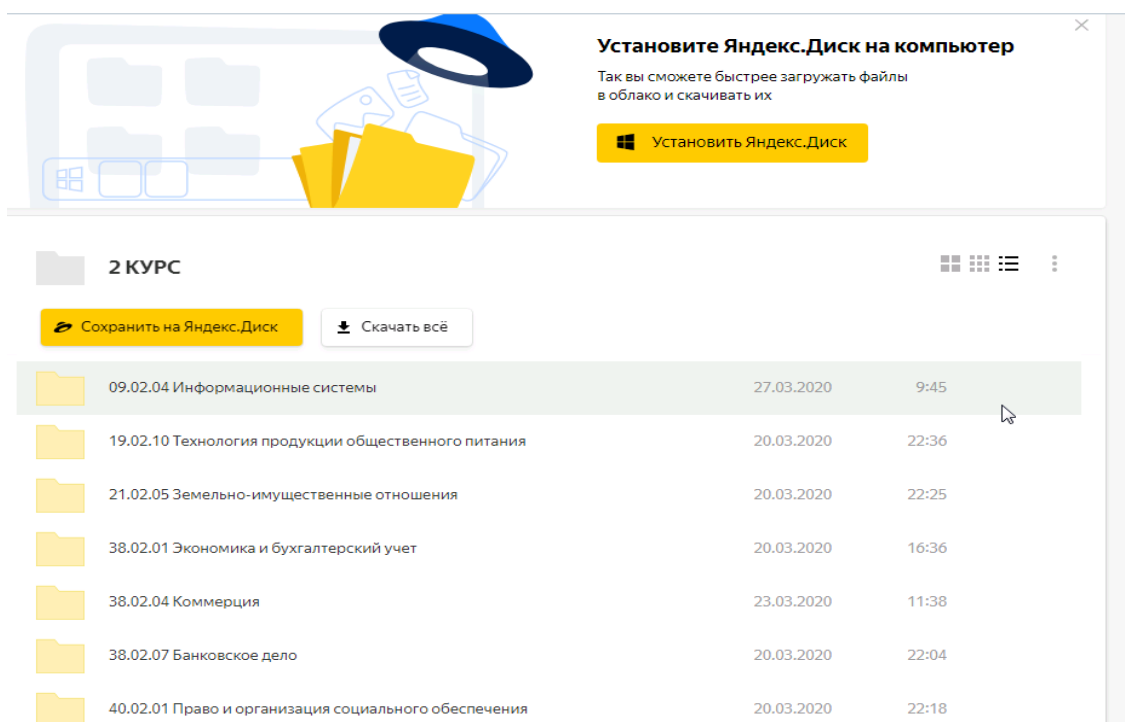 Установите Яндекс.Диск на компьютер
Так вы сможете быстрее загружать файлы
в облако и скачивать их
Установить Яндекс.Диск
2 КУРС
Сохранить на Яндекс.Диск Скачать всё
09.02.04 Информационные системы 27.03.2020 9:45
19.02.10 Технология продукции общественного питания 20.03.2020 22:36
21.02.05 Земельно-имущественные отношения 20.03.2020 22:25
38.02.01 Экономика и бухгалтерский учет 20.03.2020 16:36
38.02.04 Коммерция 23.03.2020 11:38
38.02.07 Банковское дело 20.03.2020 22:04
40.02.01 Право и организация социального обеспечения 20.03.2020 22:18